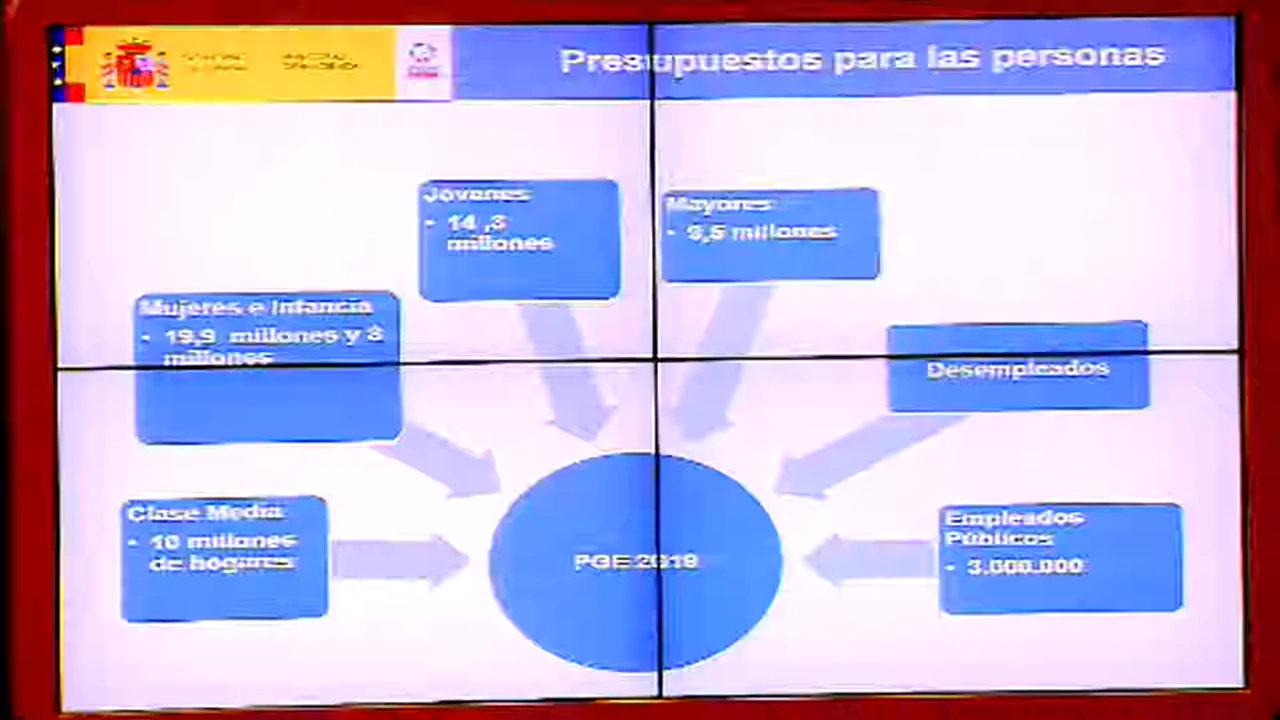 Presupuestos para las personas
Jóvenes
• 14,3
millones
Mayores
• 9,5 millones
Mujeres e Infancia
• 19,9 millones y 8
millones
Desempleados
Clase Media
• 10 millones
de hogares
Empleados
Públicos
• 3.000.000
PGE 2018